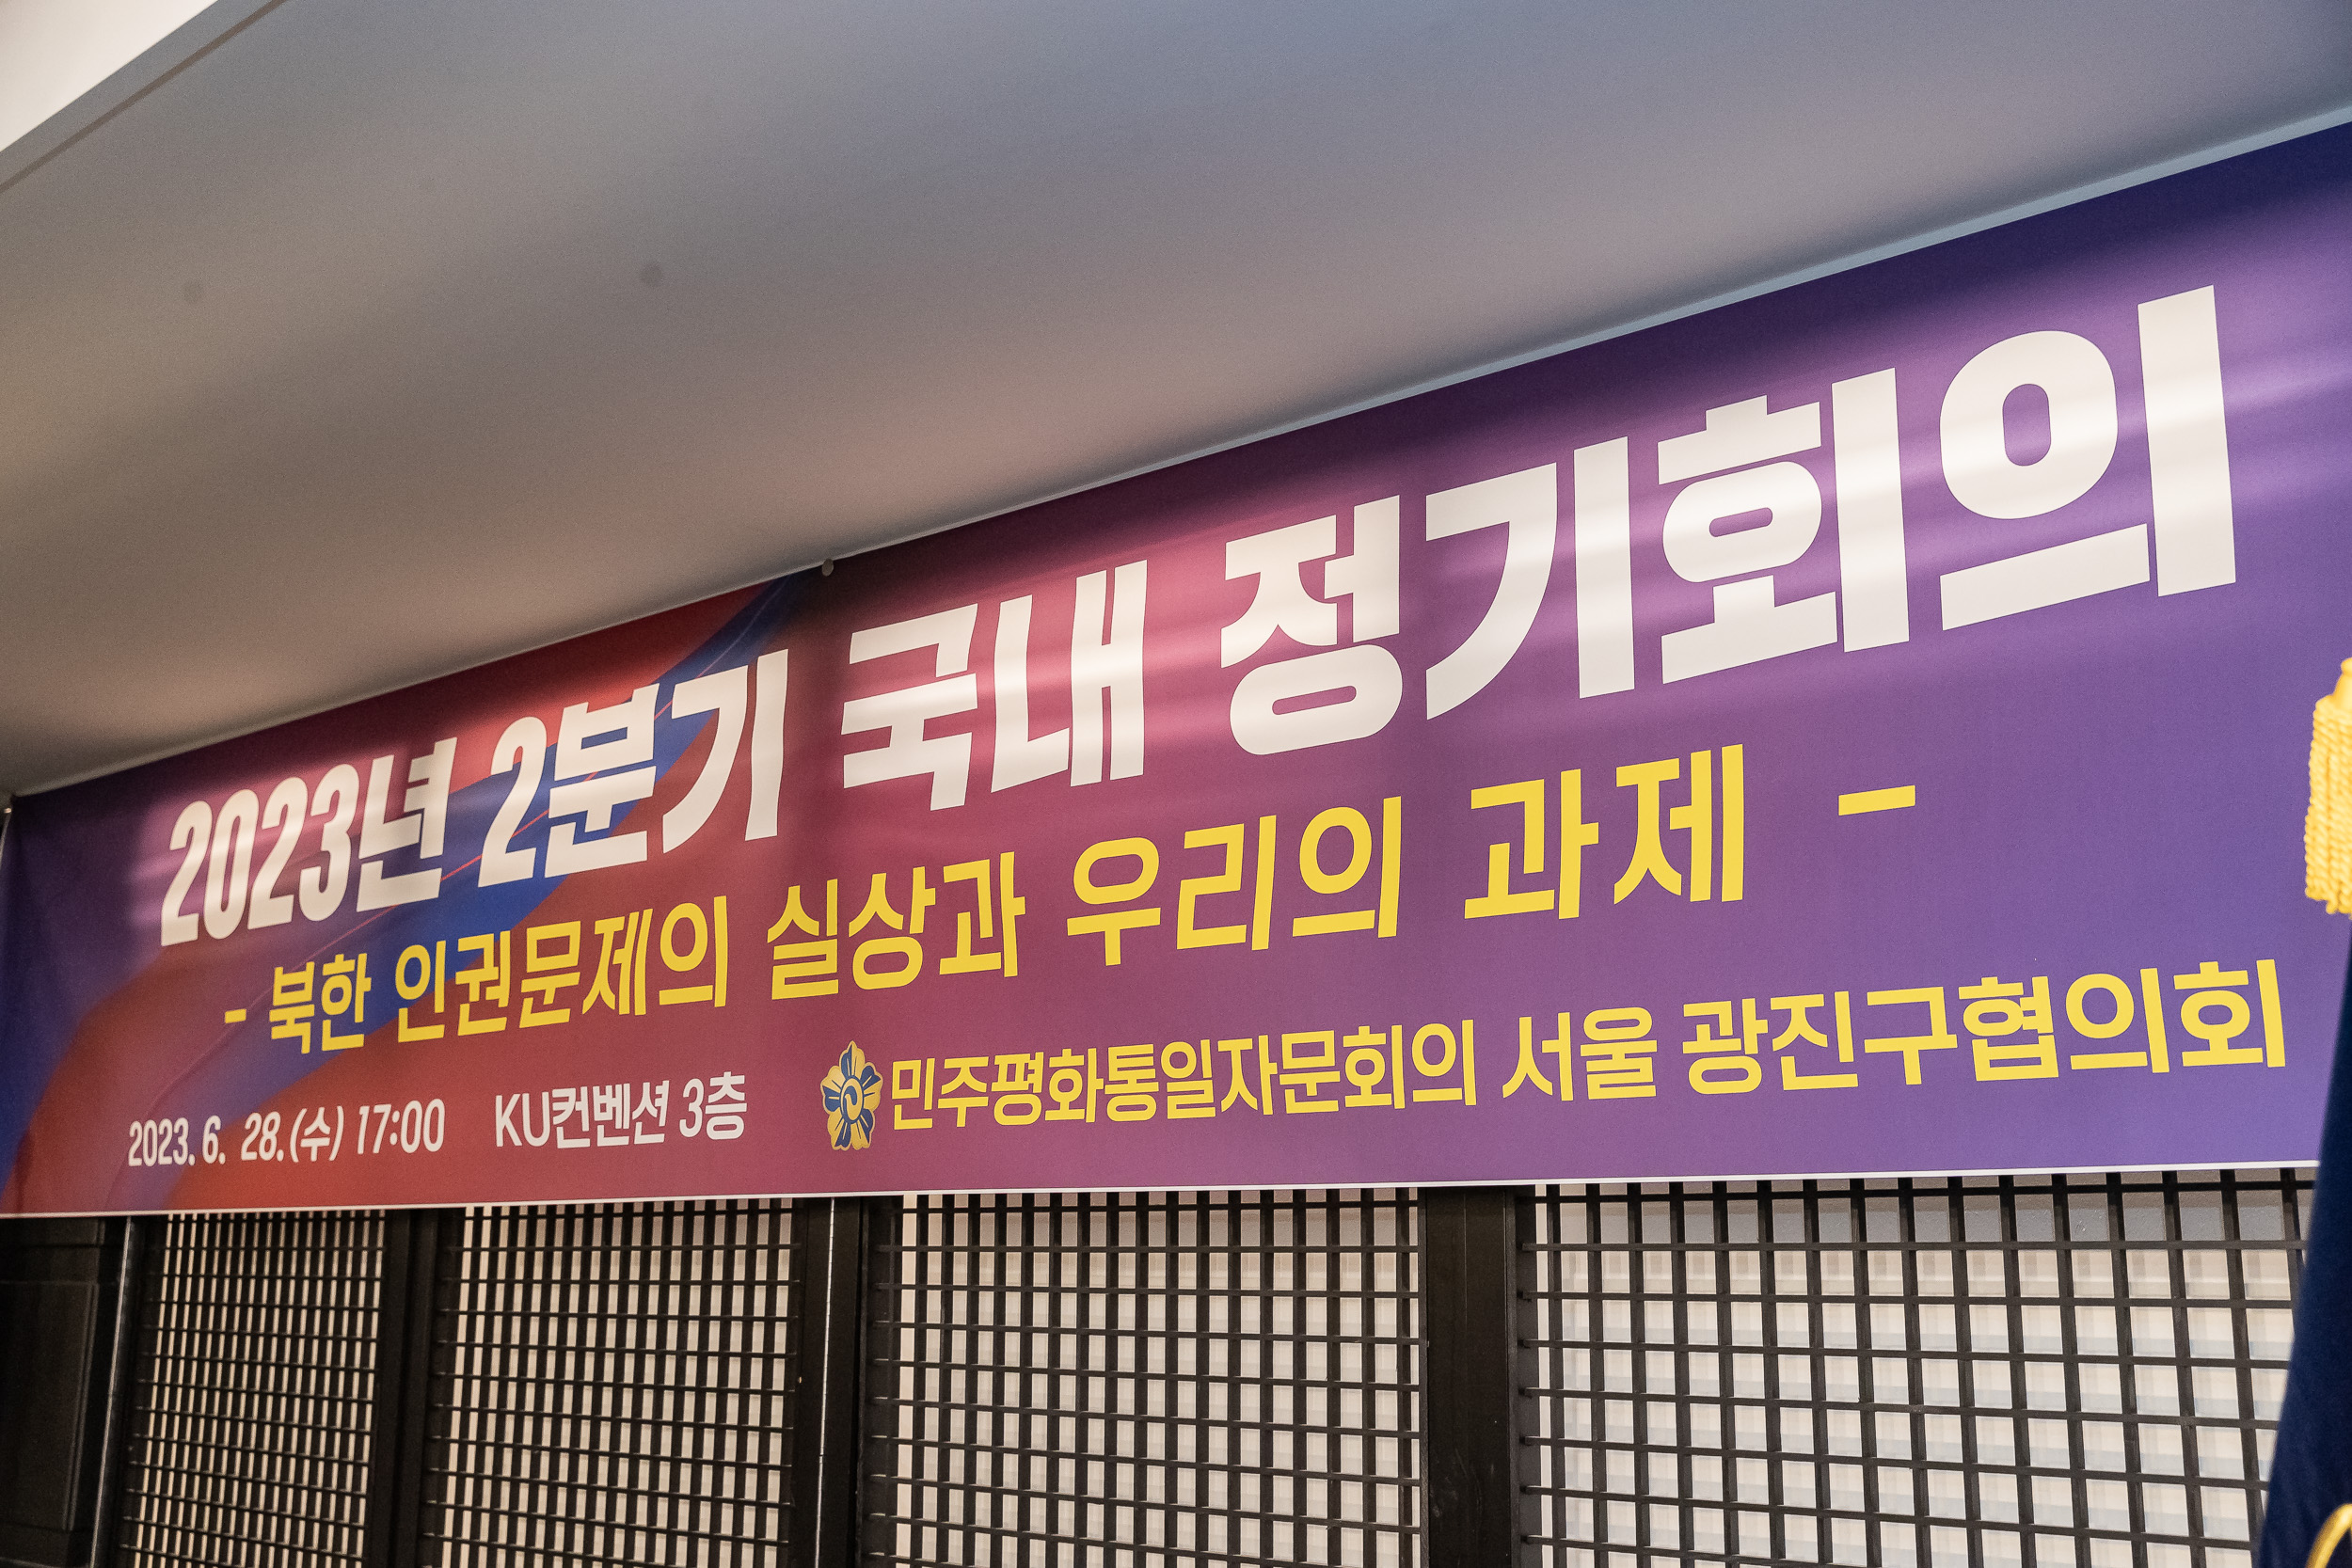 2023년 2분기 국내 정기회의
- 북한 인권문제의 실상과 우리의 과제 -
2023. 6. 28.(수) 17:00 KU컨벤션 3층 민주평화통일자문회의 서울 광진구협의회